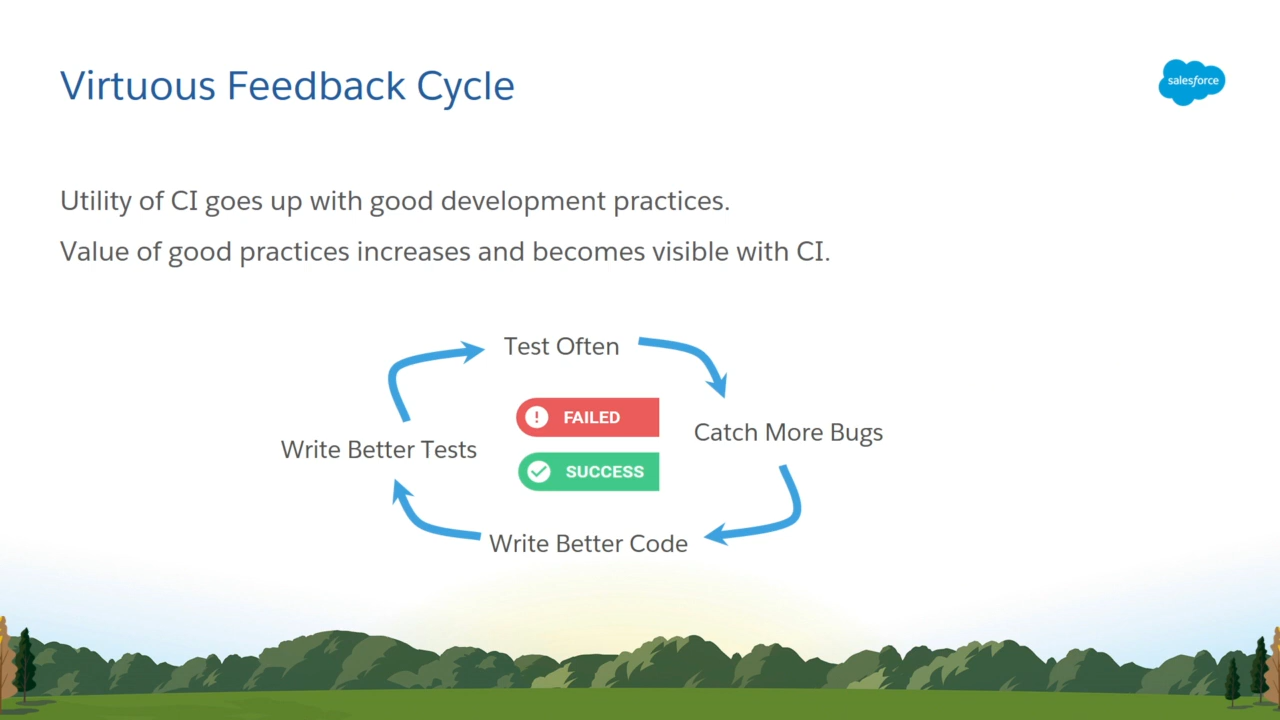 Virtuous Feedback Cycle
salesforce
Utility of CI goes up with good development practices.
Value of good practices increases and becomes visible with CI.
Test Often
FAILED
Catch More Bugs
Write Better Tests
SUCCESS
Write Better Code